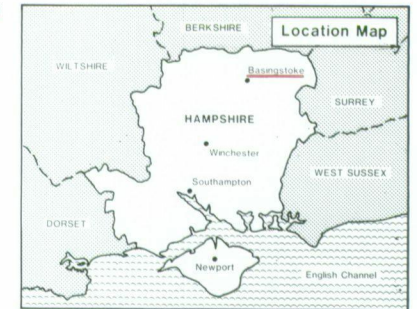 BERKSHIRE
Location Map
WILTSHIRE
Basingstoke
SURREY
HAMPSHIRE
Winchester
WEST SUSSEX
Southampton
DORSET
Newport
English Channel